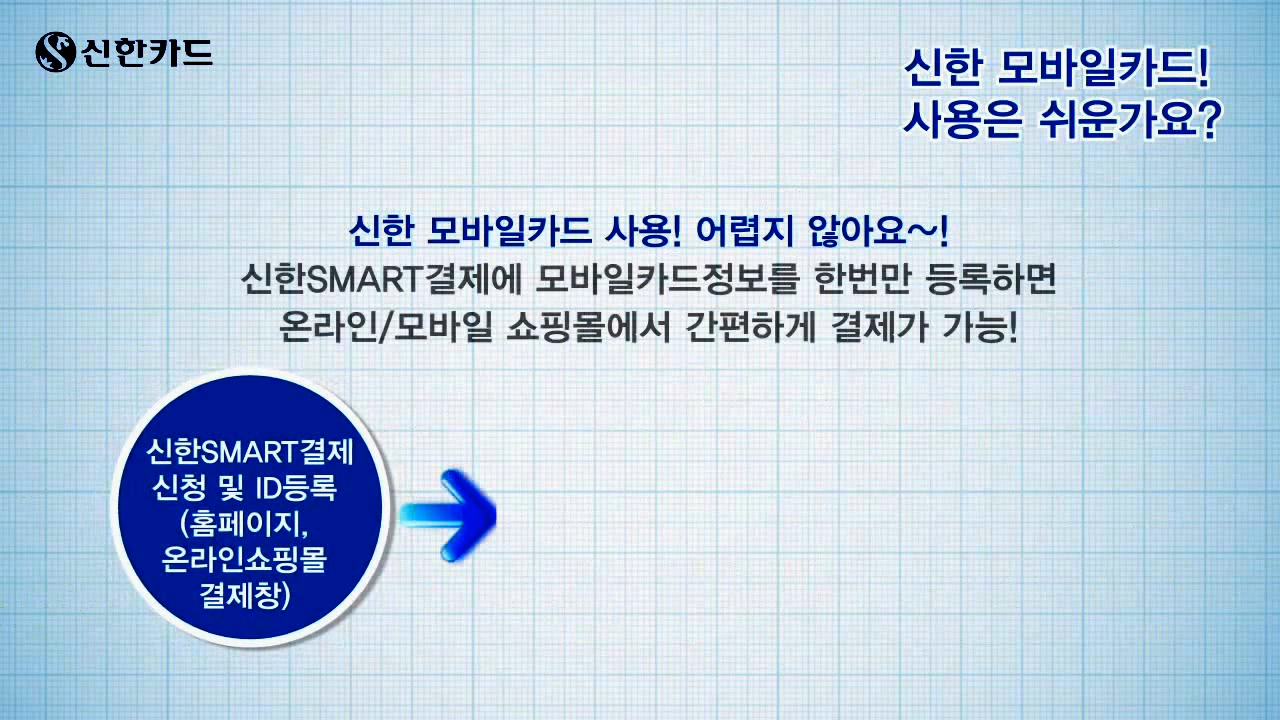 신한카드
신한 모바일카드!
사용은 쉬운가요?
신한 모바일카드 사용! 어렵지 않아요~!
신한SMART결제에 모바일카드정보를 한번만 등록하면
온라인/모바일 쇼핑몰에서 간편하게 결제가 가능!
신한SMART결제
신청 및 ID등록
(홈페이지,
온라인쇼핑몰
결제창)